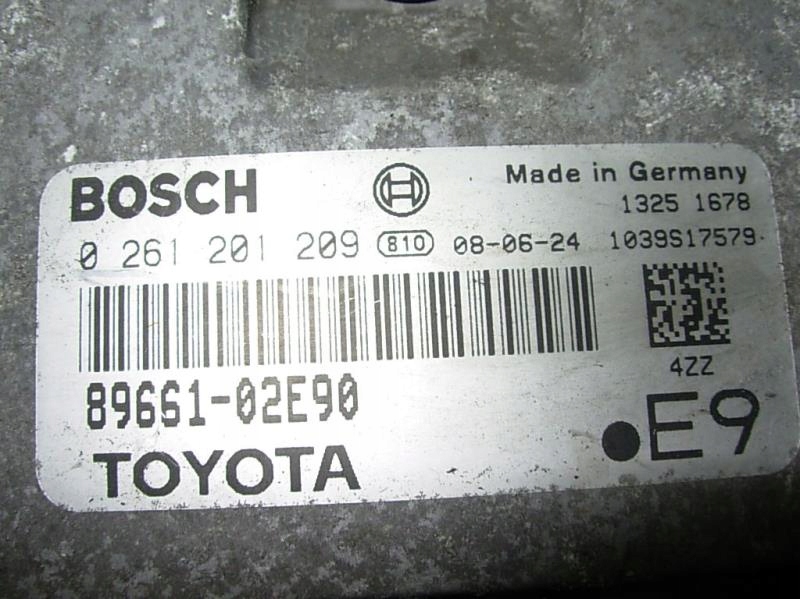 BOSCH Made in Germany
1325 1678
0 261 201 209 810 08-06-24 1039S17579
4ZZ
89661-02E90
●E9
TOYOTA